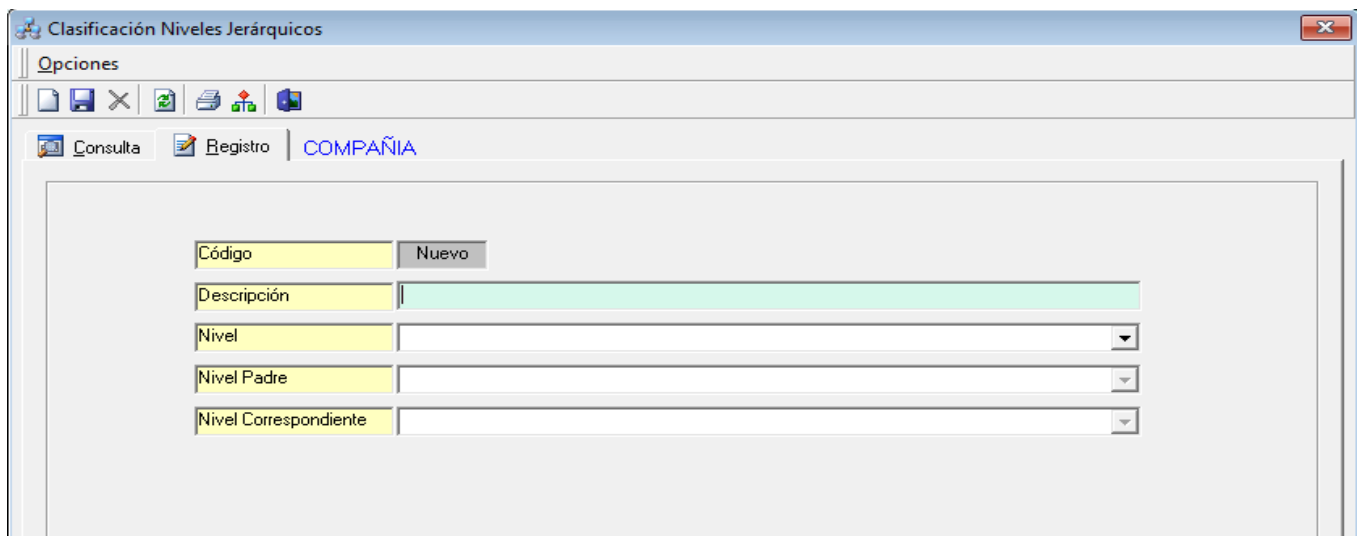 Clasificación Niveles Jerárquicos
Opciones
Consulta Registro COMPAÑIA
Código Nuevo
Descripción
Nivel
Nivel Padre
Nivel Correspondiente